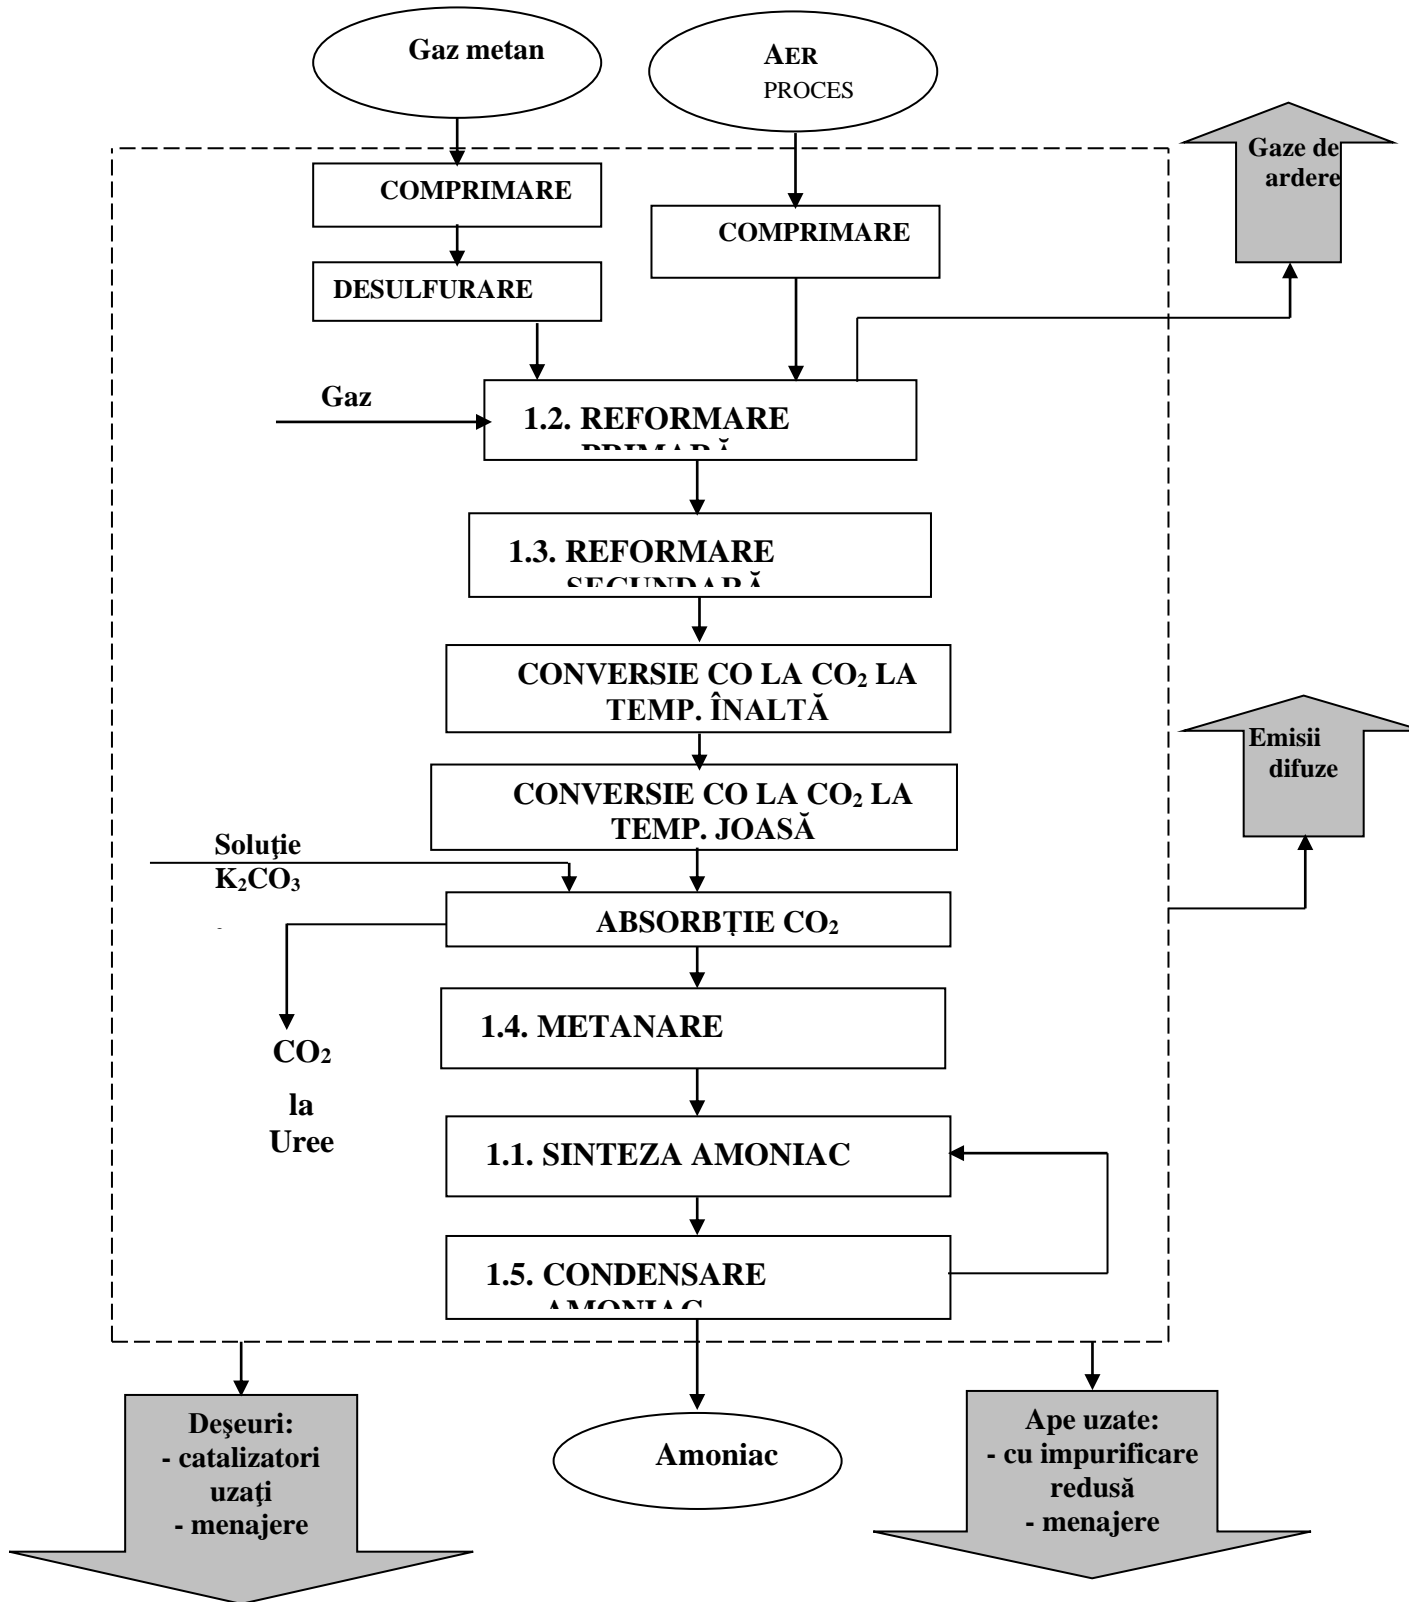 Gaz metan
AER
PROCES
Gaze de
ardere
COMPRIMARE
COMPRIMARE
DESULFURARE
Gaz
1.2. REFORMARE
PRIMARĂ
1.3. REFORMARE
SECUNDARĂ
CONVERSIE CO LA CO₂ LA
TEMP. ÎNALTĂ
Emisii
difuze
CONVERSIE CO LA CO₂ LA
TEMP. JOASĂ
Soluţie
K₂CO₃
ABSORBŢIE CO₂
1.4. METANARE
CO₂
la
Uree
1.1. SINTEZA AMONIAC
1.5. CONDENSARE
AMONIAC
Deşeuri:
- catalizatori
uzaţi
- menajere
Amoniac
Ape uzate:
- cu impurificare
redusă
- menajere